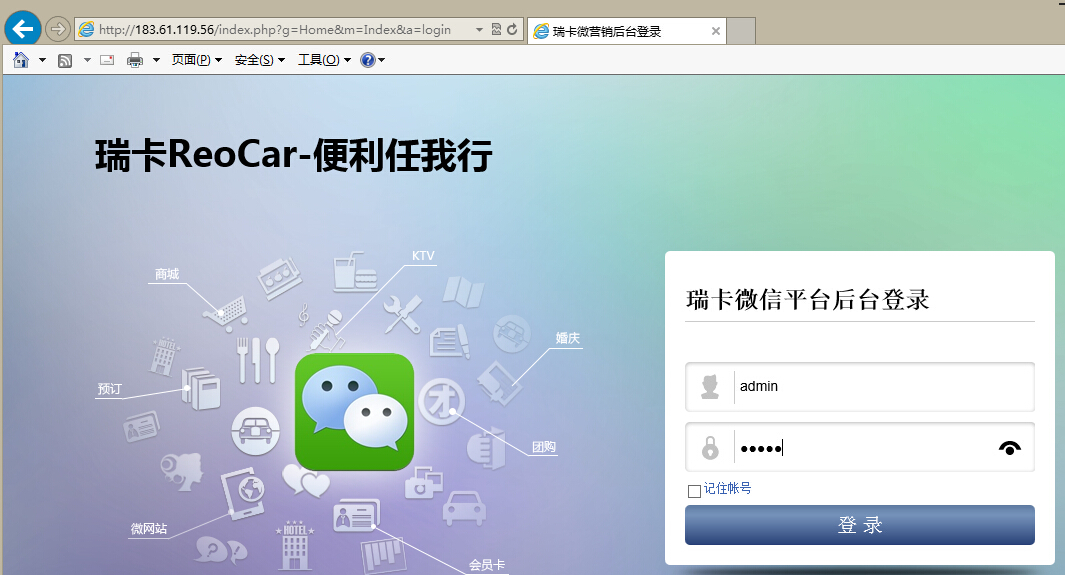 http://183.61.119.56/index.php?g=Home&m=Index&a=login
瑞卡微营销后台登录
页面(P)
安全(S)
工具(O)
瑞卡ReoCar-便利任我行
KTV
商城
婚庆
预订
团购
微网站
会员卡
HOTEL
HOTEL
团
瑞卡微信平台后台登录
admin
•••••
记住帐号
登 录